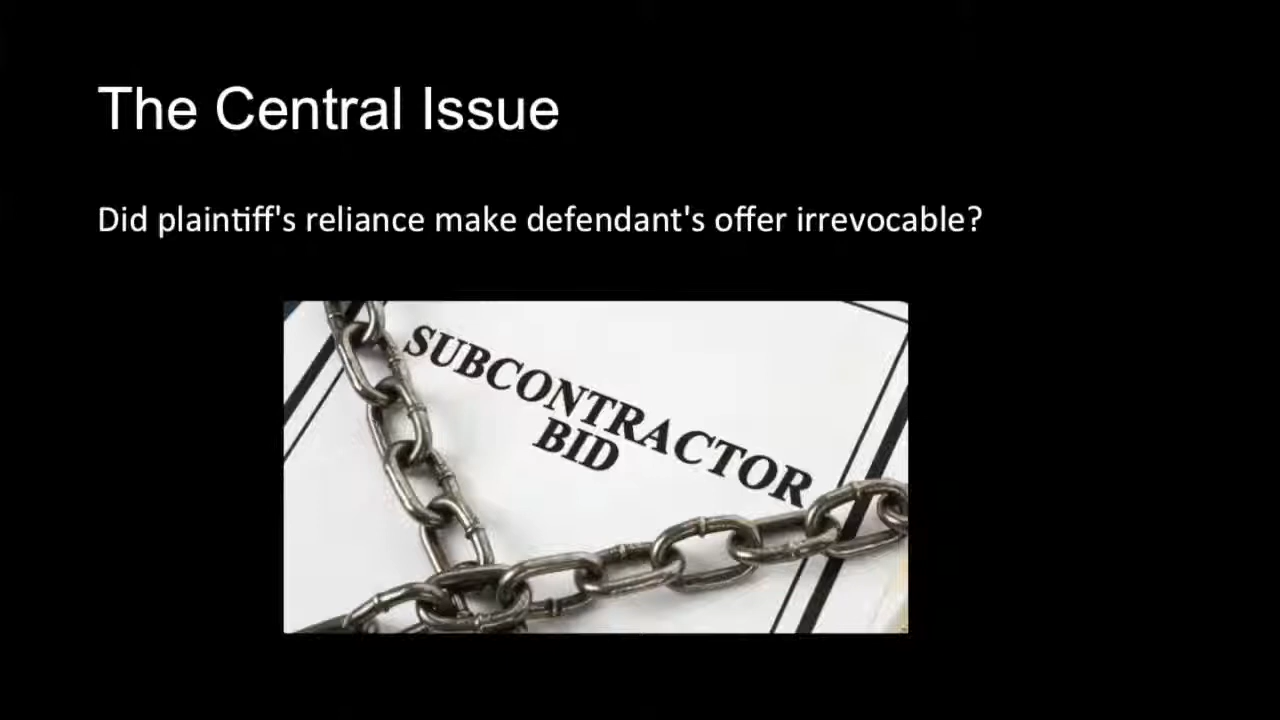 The Central Issue
Did plaintiff's reliance make defendant's offer irrevocable?
SUBCONTRACTOR
BID